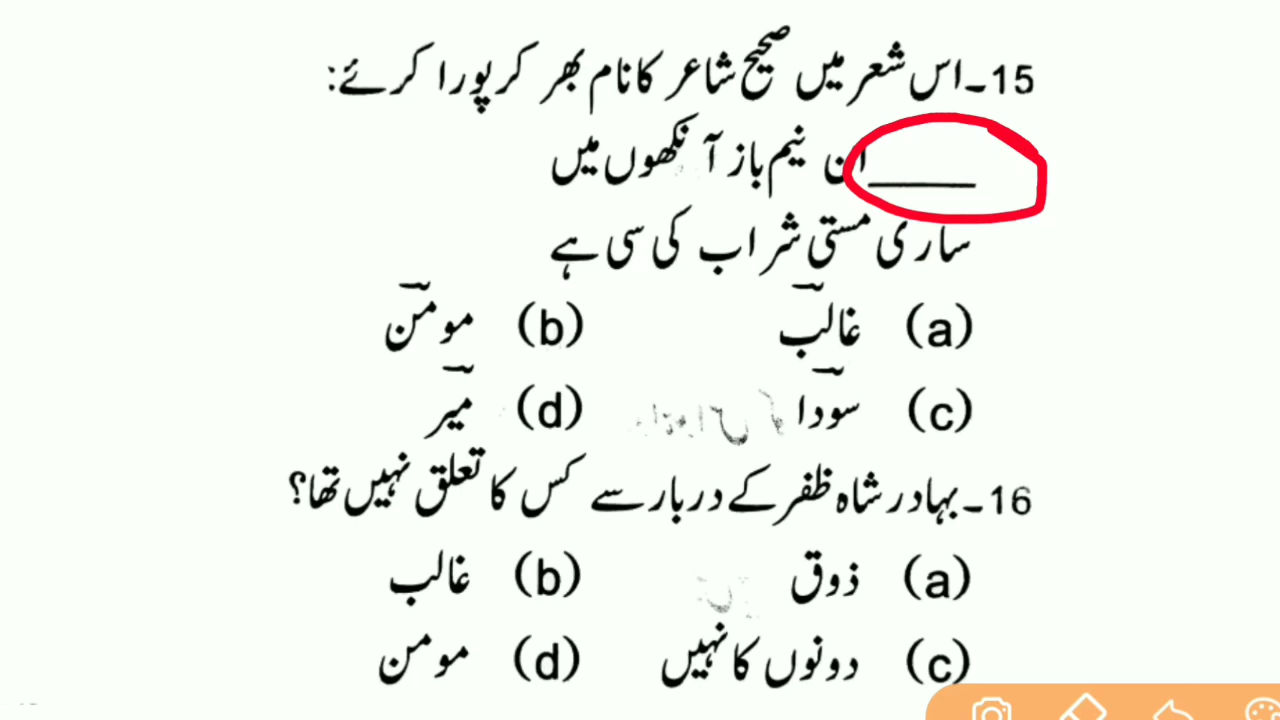 15۔اس شعر میں صحیح شاعر کا نام بھر کر پورا کرئے:
_____ان نیم باز آنکھوں میں
ساری مستی شراب کی سی ہے
(a) غالبؔ (b) مومنؔ
(c) سوداؔ (d) میرؔ
16۔بہادر شاہ ظفر کے دربار سے کس کا تعلق نہیں تھا؟
(a) ذوق (b) غالب
(c) دونوں کا نہیں (d) مومن